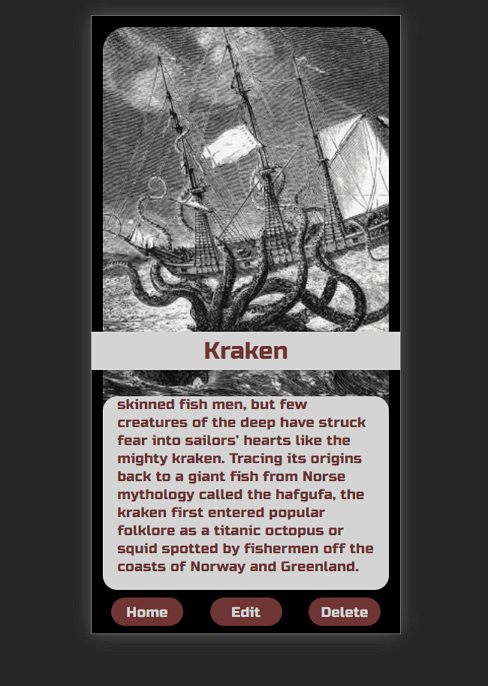 Kraken
skinned fish men, but few
creatures of the deep have struck
fear into sailors’ hearts like the
mighty kraken. Tracing its origins
back to a giant fish from Norse
mythology called the hafgufa, the
kraken first entered popular
folklore as a titanic octopus or
squid spotted by fishermen off the
coasts of Norway and Greenland.
Home Edit Delete